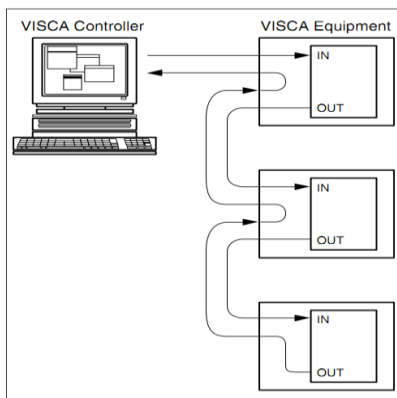 VISCA Controller
VISCA Equipment
IN
OUT
IN
OUT
IN
OUT